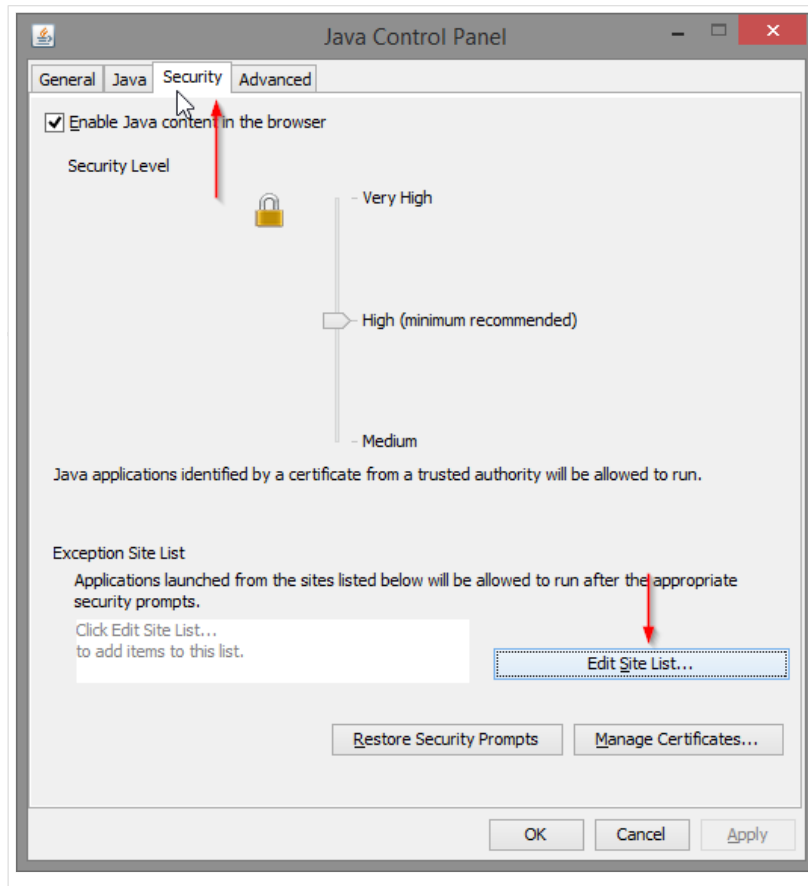 Java Control Panel
General Java Security Advanced
Enable Java content in the browser
Security Level
Very High
High (minimum recommended)
Medium
Java applications identified by a certificate from a trusted authority will be allowed to run.
Exception Site List
Applications launched from the sites listed below will be allowed to run after the appropriate
security prompts.
Click Edit Site List...
to add items to this list.
Edit Site List...
Restore Security Prompts Manage Certificates...
OK Cancel Apply